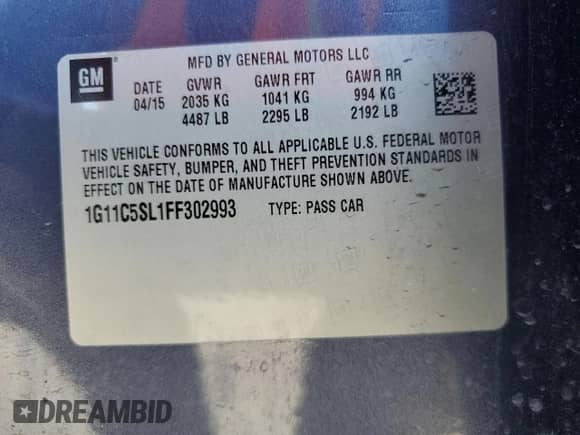 GM
MFD BY GENERAL MOTORS LLC
DATE GVWR GAWR FRT GAWR RR
04/15 2035 KG 1041 KG 994 KG
4487 LB 2295 LB 2192 LB
THIS VEHICLE CONFORMS TO ALL APPLICABLE U.S. FEDERAL MOTOR
VEHICLE SAFETY, BUMPER, AND THEFT PREVENTION STANDARDS IN
EFFECT ON THE DATE OF MANUFACTURE SHOWN ABOVE.
1G11C5SL1FF302993 TYPE: PASS CAR
DREAMBID